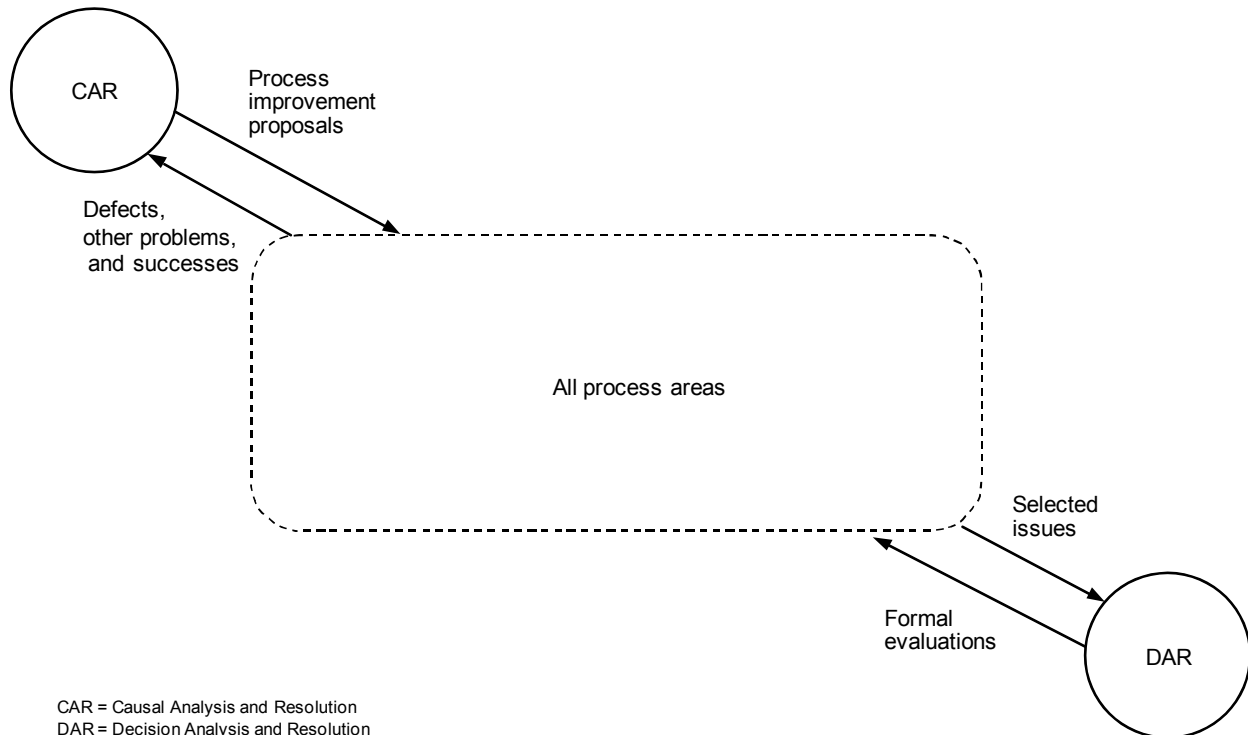 CAR
Process
improvement
proposals
Defects,
other problems,
and successes
All process areas
Selected
issues
Formal
evaluations
DAR
CAR = Causal Analysis and Resolution
DAR = Decision Analysis and Resolution